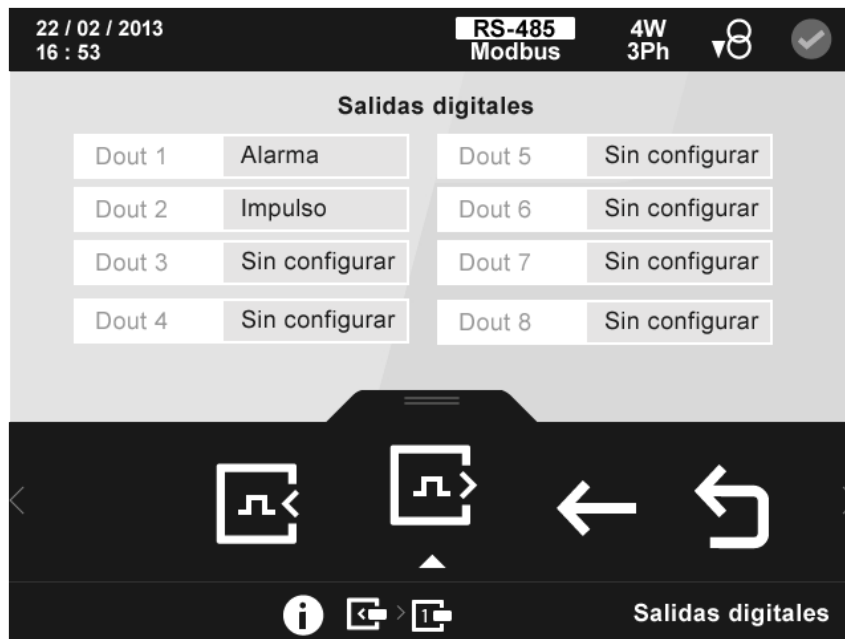 22 / 02 / 2013
16 : 53
RS-485
Modbus
4W
3Ph
Salidas digitales
Dout 1 Alarma
Dout 5 Sin configurar
Dout 2 Impulso
Dout 6 Sin configurar
Dout 3 Sin configurar
Dout 7 Sin configurar
Dout 4 Sin configurar
Dout 8 Sin configurar
i
1
Salidas digitales